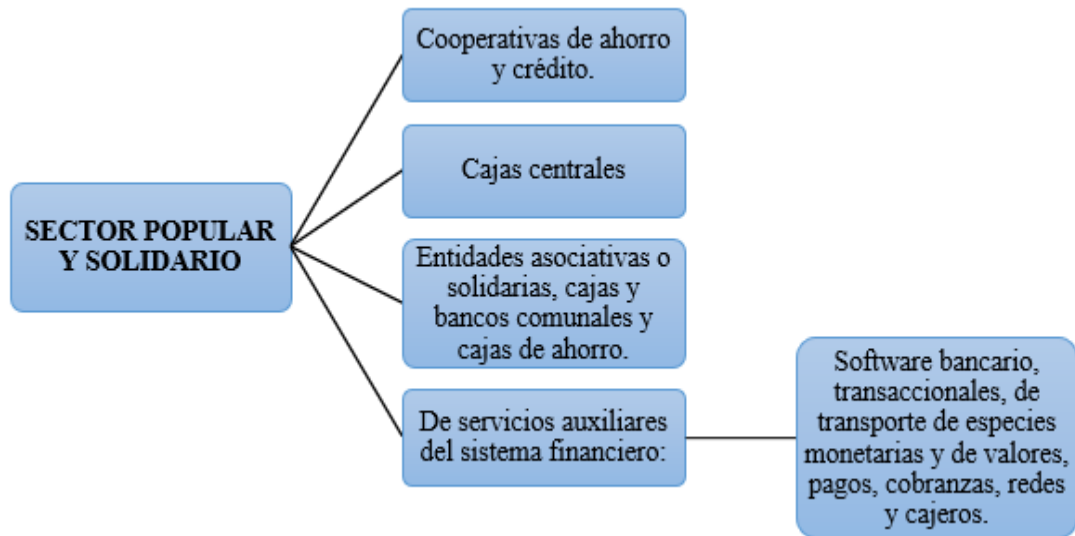 Cooperativas de ahorro
y crédito.
Cajas centrales
SECTOR POPULAR
Y SOLIDARIO
Entidades asociativas o
solidarias, cajas y
bancos comunales y
cajas de ahorro.
De servicios auxiliares
del sistema financiero:
Software bancario,
transaccionales, de
transporte de especies
monetarias y de valores,
pagos, cobranzas, redes
y cajeros.